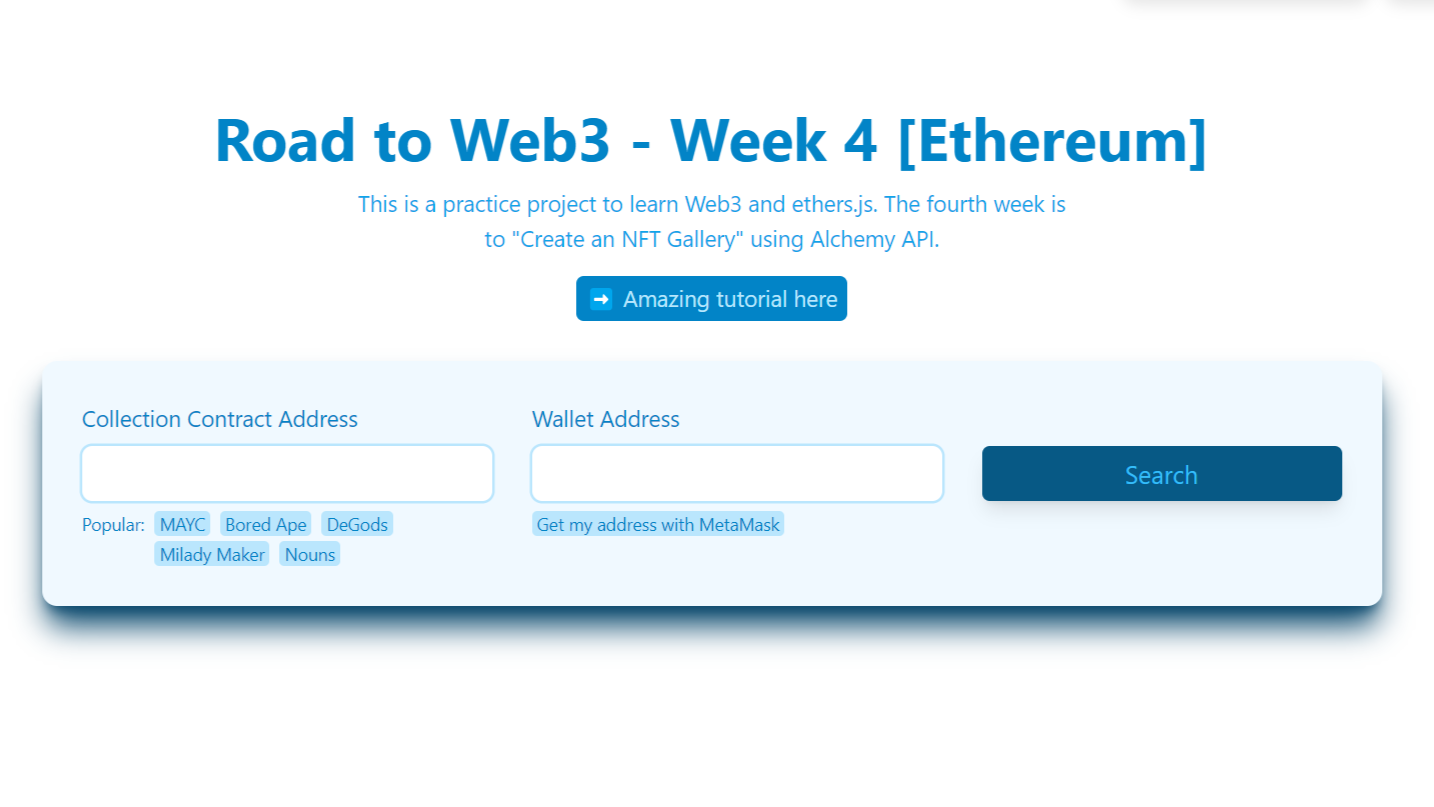 Road to Web3 - Week 4 [Ethereum]
This is a practice project to learn Web3 and ethers.js. The fourth week is
to "Create an NFT Gallery" using Alchemy API.
➡ Amazing tutorial here
Collection Contract Address
Wallet Address
Search
Popular: MAYC Bored Ape DeGods
Milady Maker Nouns
Get my address with MetaMask